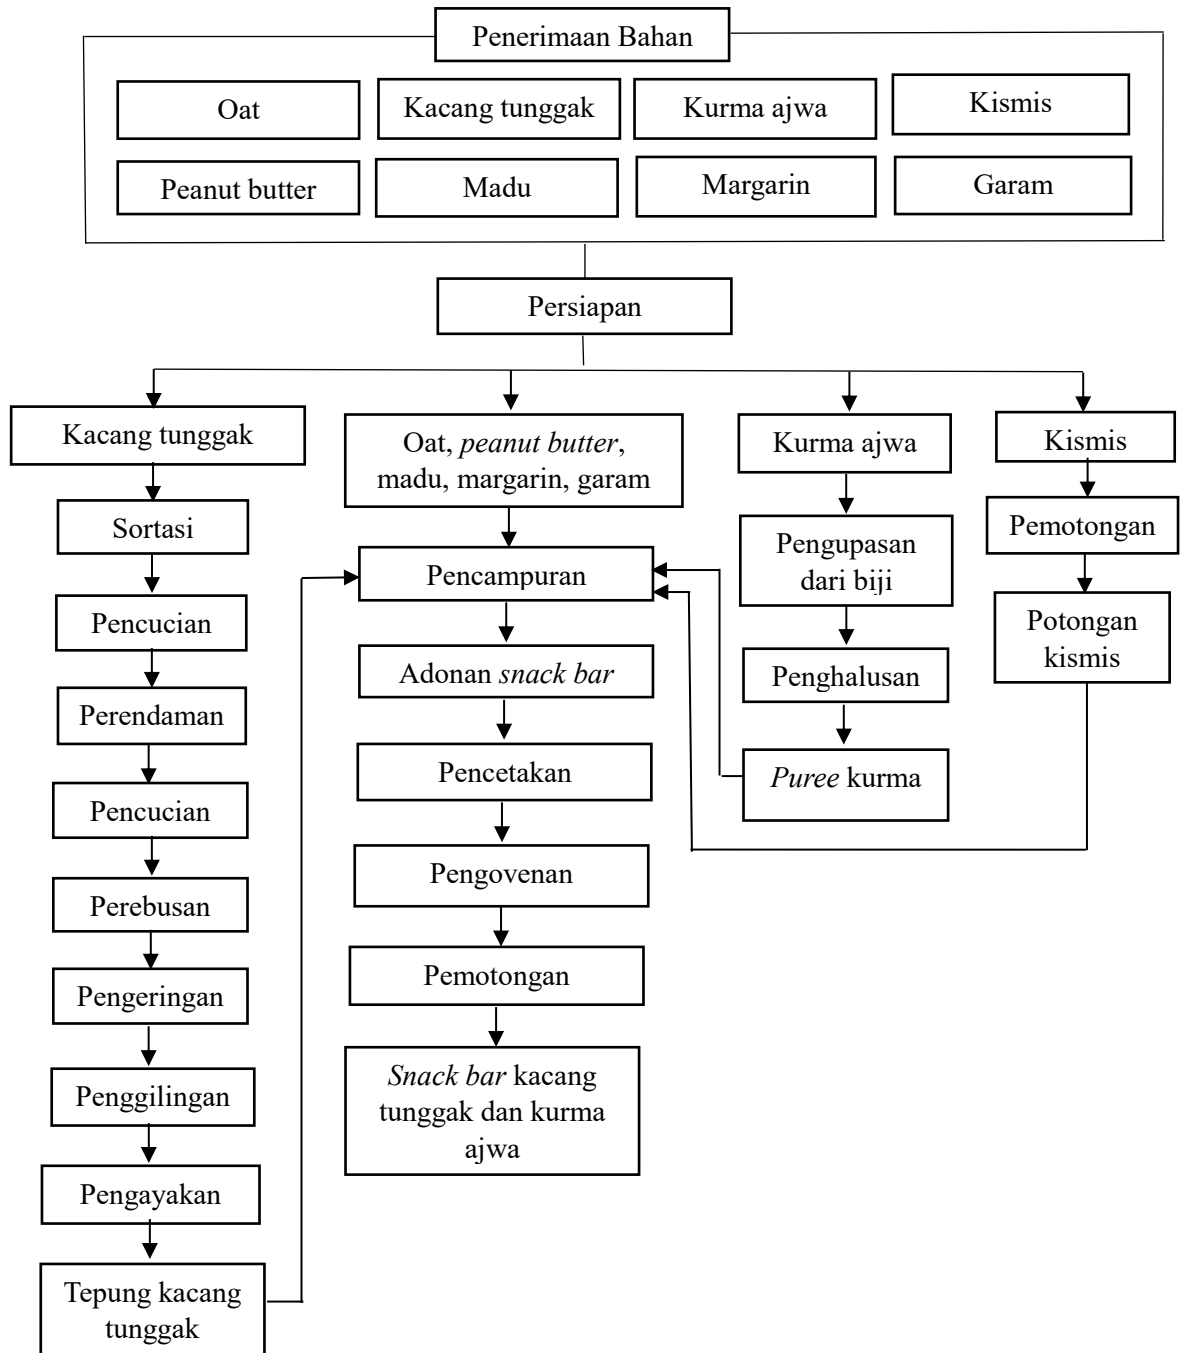 Penerimaan Bahan
Oat
Kacang tunggak
Kurma ajwa
Kismis
Peanut butter
Madu
Margarin
Garam
Persiapan
Kacang tunggak
Sortasi
Pencucian
Perendaman
Pencucian
Perebusan
Pengeringan
Penggilingan
Pengayakan
Tepung kacang
tunggak
Oat, peanut butter,
madu, margarin, garam
Pencampuran
Adonan snack bar
Pencetakan
Pengovenan
Pemotongan
Snack bar kacang
tunggak dan kurma
ajwa
Kurma ajwa
Pengupasan
dari biji
Penghalusan
Puree kurma
Kismis
Pemotongan
Potongan
kismis